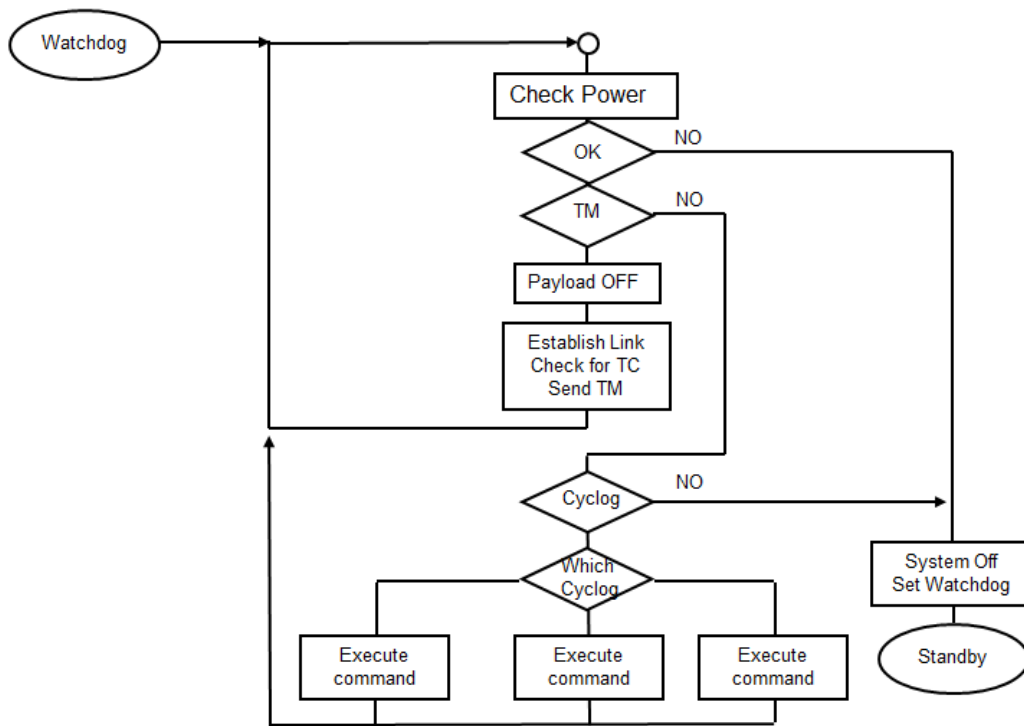 Watchdog
Check Power
OK
NO
TM
NO
Payload OFF
Establish Link
Check for TC
Send TM
Cyclog
NO
Which
Cyclog
System Off
Set Watchdog
Execute
command
Execute
command
Execute
command
Standby